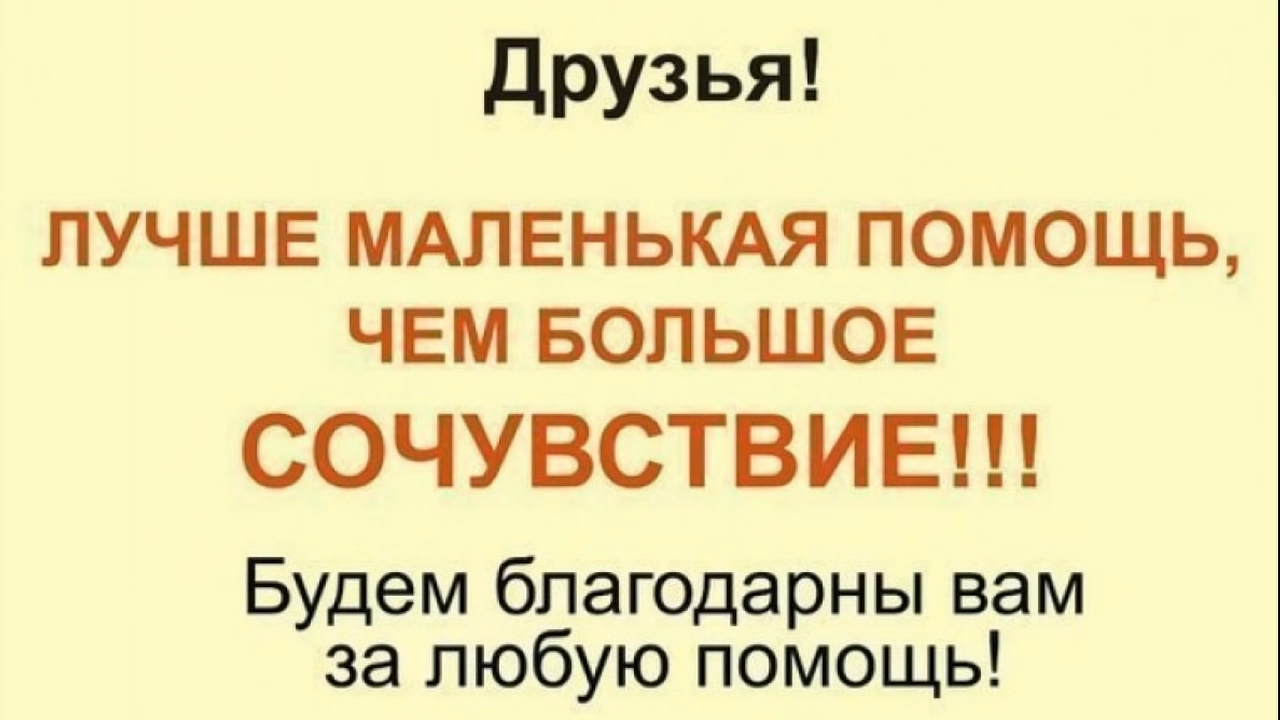 Друзья!
ЛУЧШЕ МАЛЕНЬКАЯ ПОМОЩЬ,
ЧЕМ БОЛЬШОЕ
СОЧУВСТВИЕ!!!
Будем благодарны вам
за любую помощь!